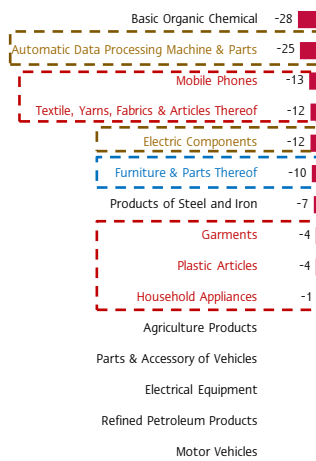 Basic Organic Chemical -28
Automatic Data Processing Machine & Parts -25
Mobile Phones -13
Textile, Yarns, Fabrics & Articles Thereof -12
Electric Components -12
Furniture & Parts Thereof -10
Products of Steel and Iron -7
Garments -4
Plastic Articles -4
Household Appliances -1
Agriculture Products
Parts & Accessory of Vehicles
Electrical Equipment
Refined Petroleum Products
Motor Vehicles